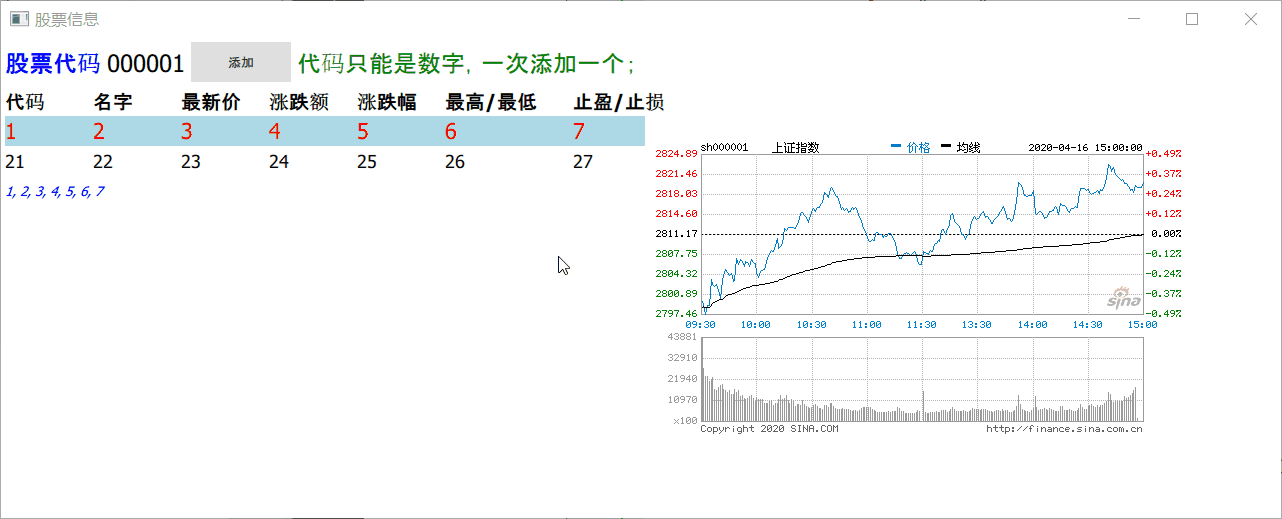 股票信息
股票代码 000001 添加 代码只能是数字, 一次添加一个;
代码 名字 最新价 涨跌额 涨跌幅 最高/最低 止盈/止损
1 2 3 4 5 6 7
21 22 23 24 25 26 27
1, 2, 3, 4, 5, 6, 7
sh000001 上证指数 价格 均线 2020-04-16 15:00:00
2824.89 +0.49%
2821.46 +0.37%
2818.03 +0.24%
2814.60 +0.12%
2811.17 0.00%
2807.75 -0.12%
2804.32 -0.24%
2800.89 -0.37%
2797.46 -0.49%
sina
09:30 10:00 10:30 11:00 11:30 13:30 14:00 14:30 15:00
43881
32910
21940
10970
x100
Copyright 2020 SINA.COM http://finance.sina.com.cn